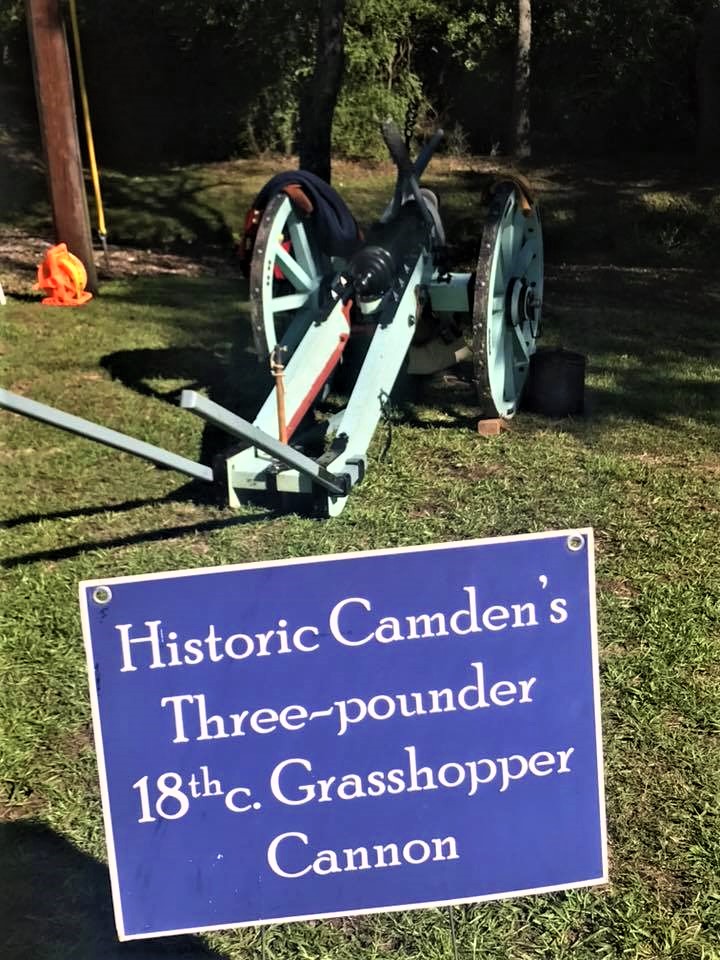 Historic Camden's
Three-pounder
18th c. Grasshopper
Cannon